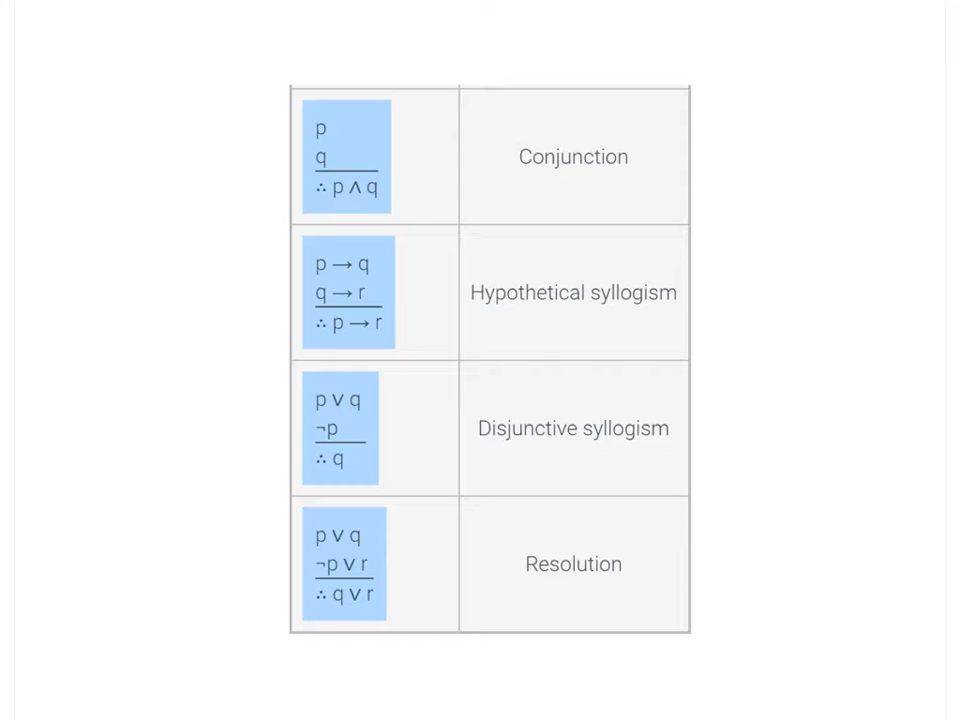 p
q
∴ p ∧ q
Conjunction
p → q
q → r
∴ p → r
Hypothetical syllogism
p ∨ q
¬p
∴ q
Disjunctive syllogism
p ∨ q
¬p ∨ r
∴ q ∨ r
Resolution